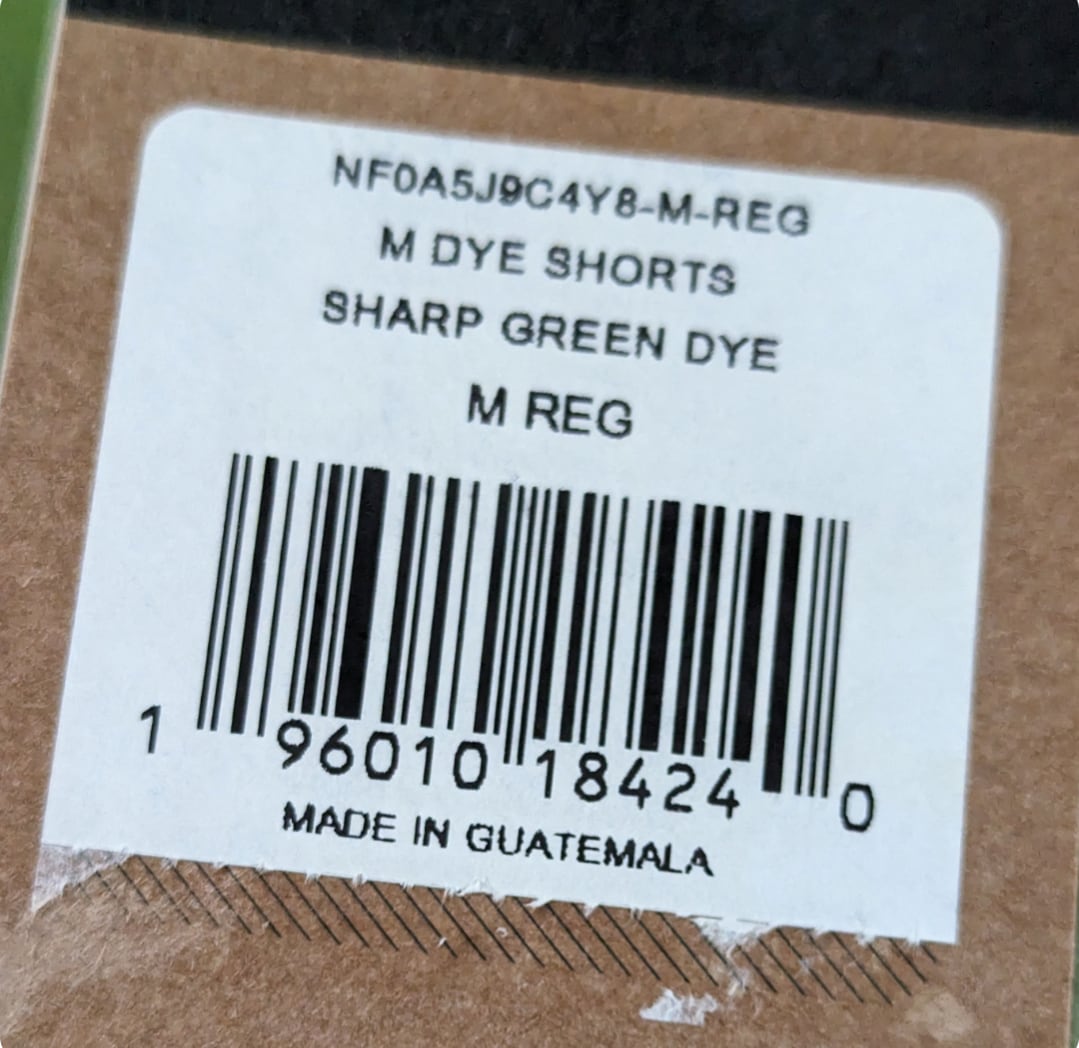 NF0A5J9C4Y8-M-REG
M DYE SHORTS
SHARP GREEN DYE
M REG
1 96010 18424 0
MADE IN GUATEMALA